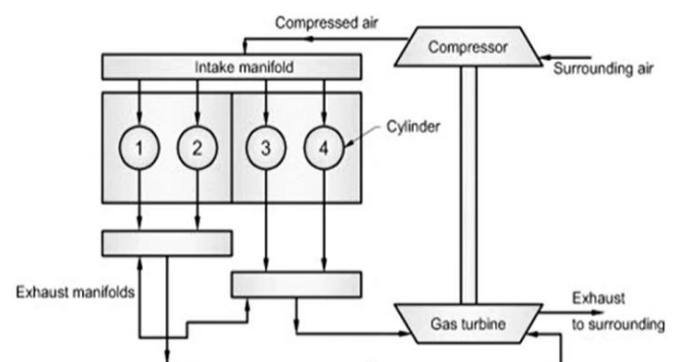 Compressed air
Compressor
Intake manifold
Surrounding air
Cylinder
1
2
3
4
Exhaust manifolds
Exhaust
to surrounding
Gas turbine